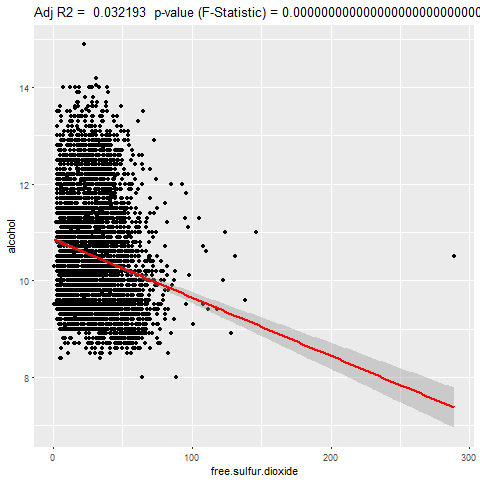 Adj R2 =  0.032193  p-value (F-Statistic) = 0.0000000000000000000000000
14
12
10
8
alcohol
0
100
200
300
free.sulfur.dioxide